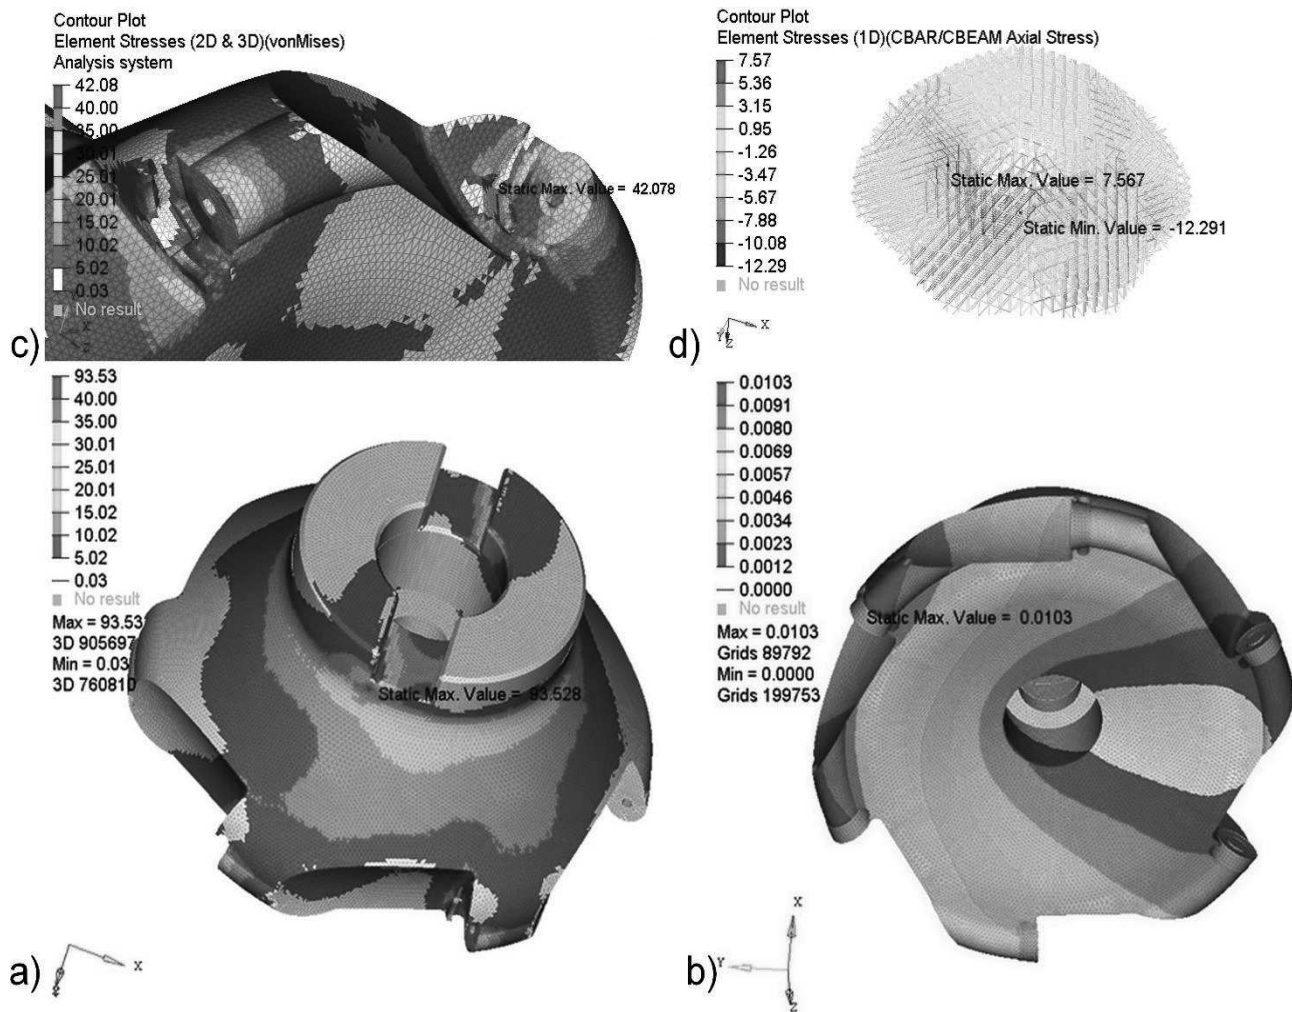 Contour Plot
Element Stresses (2D & 3D)(vonMises)
Analysis system
42.08
40.00
35.00
30.01
25.01
20.01
15.02
10.02
5.02
0.03
No result
X
Z
Static Max. Value = 42.078
c)
Contour Plot
Element Stresses (1D)(CBAR/CBEAM Axial Stress)
7.57
5.36
3.15
0.95
-1.26
-3.47
-5.67
-7.88
-10.08
-12.29
No result
Static Max. Value = 7.567
Static Min. Value = -12.291
Y
Z
X
d)
93.53
40.00
35.00
30.01
25.01
20.01
15.02
10.02
5.02
0.03
No result
Max = 93.53
3D 905697
Min = 0.03
3D 760810
Static Max. Value = 93.528
X
a)
0.0103
0.0091
0.0080
0.0069
0.0057
0.0046
0.0034
0.0023
0.0012
0.0000
No result
Max = 0.0103
Grids 89792
Min = 0.0000
Grids 199753
Static Max. Value = 0.0103
X
Y
Z
b)